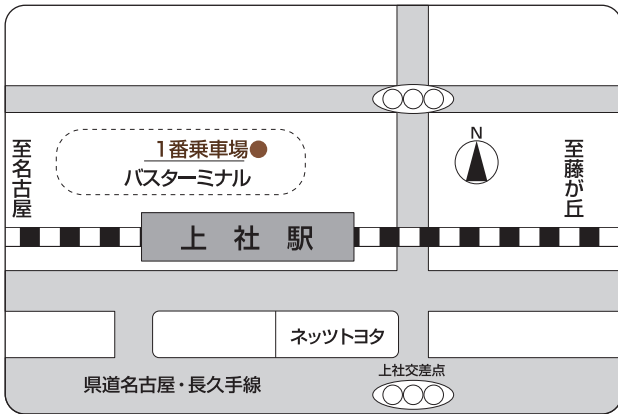 1番乗車場
バスターミナル
N
至名古屋
至藤が丘
上社駅
ネッツトヨタ
上社交差点
県道名古屋・長久手線